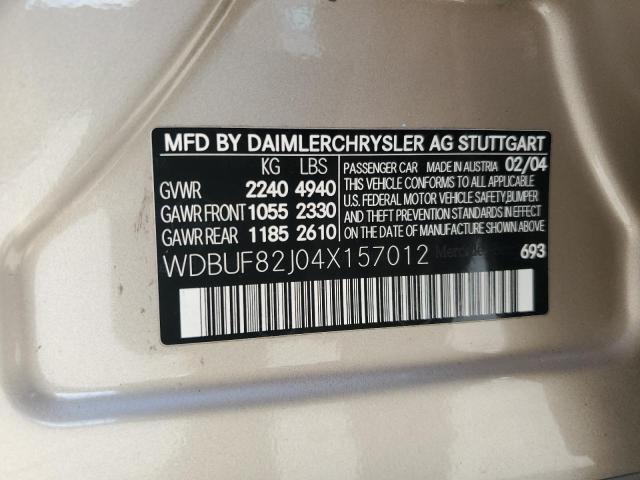 MFD BY DAIMLERCHRYSLER AG STUTTGART
KG LBS
GVWR 2240 4940
GAWR FRONT 1055 2330
GAWR REAR 1185 2610
PASSENGER CAR MADE IN AUSTRIA 02/04
THIS VEHICLE CONFORMS TO ALL APPLICABLE
U.S. FEDERAL MOTOR VEHICLE SAFETY,BUMPER
AND THEFT PREVENTION STANDARDS IN EFFECT
ON THE DATE OF MANUFACTURE SHOWN ABOVE.
WDBUF82J04X157012 693